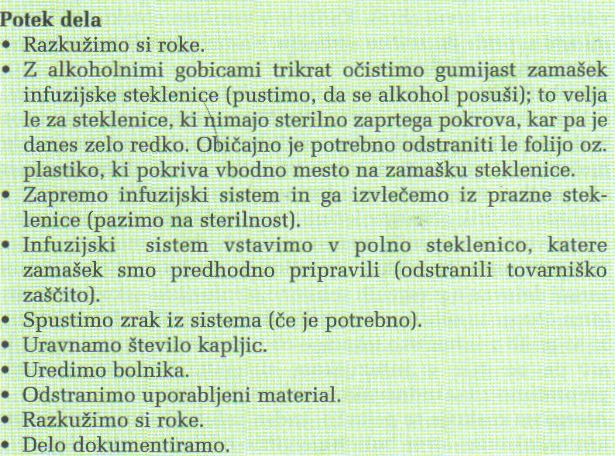 Potek dela
• Razkužimo si roke.
• Z alkoholnimi gobicami trikrat očistimo gumijast zamašek
infuzijske steklenice (pustimo, da se alkohol posuši); to velja
le za steklenice, ki nimajo sterilno zaprtega pokrova, kar pa je
danes zelo redko. Običajno je potrebno odstraniti le folijo oz.
plastiko, ki pokriva vbodno mesto na zamašku steklenice.
• Zapremo infuzijski sistem in ga izvlečemo iz prazne stek-
lenice (pazimo na sterilnost).
• Infuzijski sistem vstavimo v polno steklenico, katere
zamašek smo predhodno pripravili (odstranili tovarniško
zaščito).
• Spustimo zrak iz sistema (če je potrebno).
• Uravnamo število kapljic.
• Uredimo bolnika.
• Odstranimo uporabljeni material.
• Razkužimo si roke.
• Delo dokumentiramo.